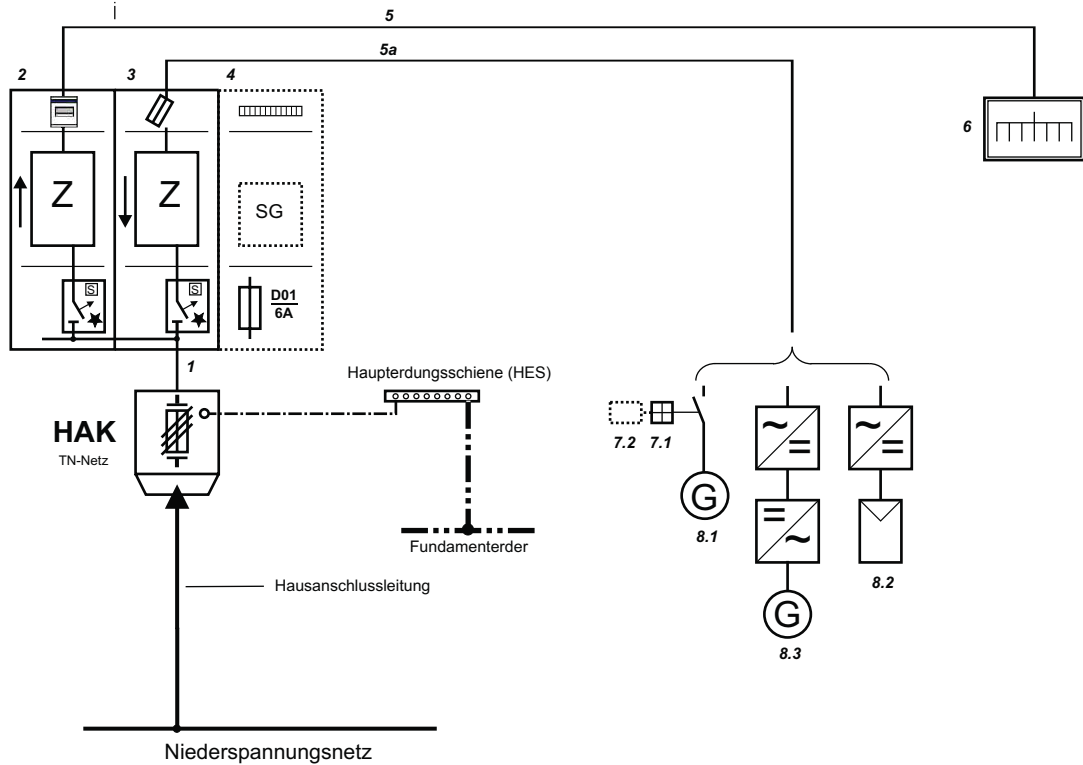 5
5a
2
3
4
6
Z
Z
SG
S
S
D01
6A
1
Haupterdungsschiene (HES)
HAK
TN-Netz
7.2
7.1
G
8.1
Fundamenterder
8.2
Hausanschlussleitung
G
8.3
Niederspannungsnetz